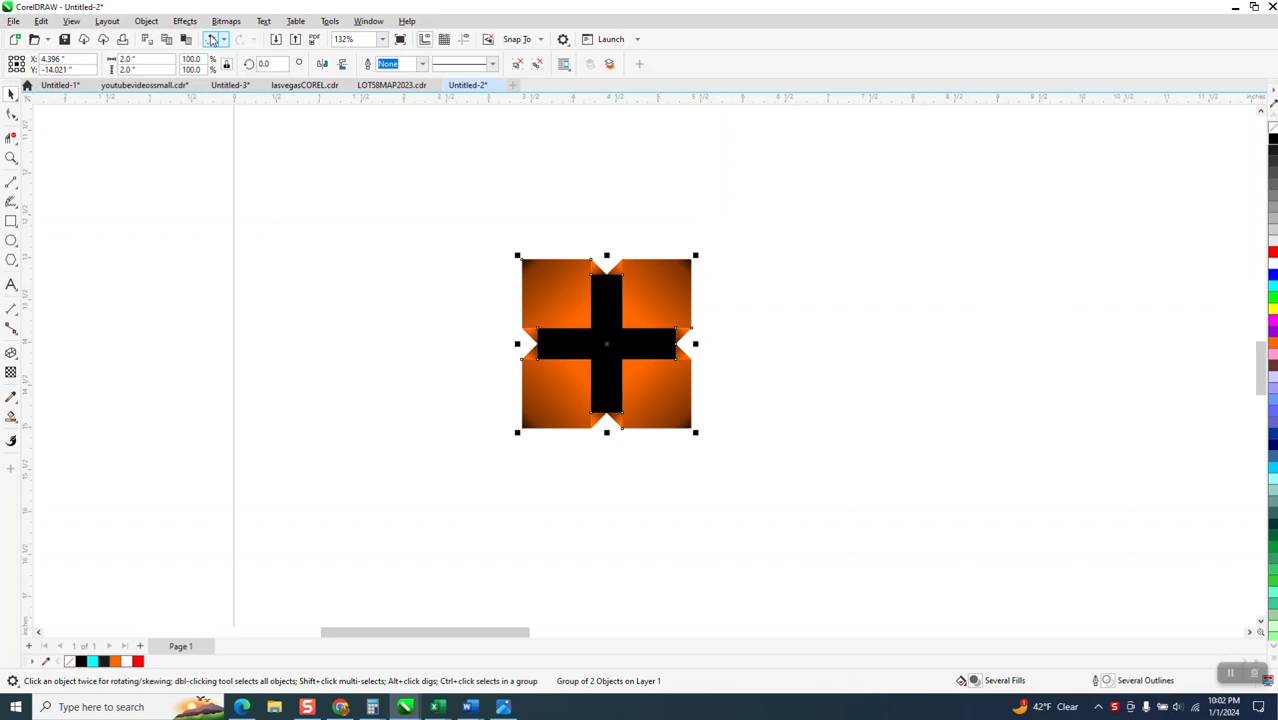 CorelDRAW - Untitled-2*
File Edit View Layout Object Effects Bitmaps Text Table Tools Window Help
PDF 132% Snap To Launch
X: 4.396 " 2.0 " 100.0 % 0.0 ° None
Y: -14.021 " 2.0 " 100.0 %
Untitled-1* youtubevideossmall.cdr* Untitled-3* lasvegasCOREL.cdr LOT58MAP2023.cdr Untitled-2*
inches
inches
1 of 1 Page 1
Click an object twice for rotating/skewing; dbl-clicking tool selects all objects; Shift+click multi-selects; Alt+click digs; Ctrl+click selects in a group Group of 2 Objects on Layer 1 Several Fills Several Outlines
Type here to search 42°F Clear 10:02 PM
1/1/2024